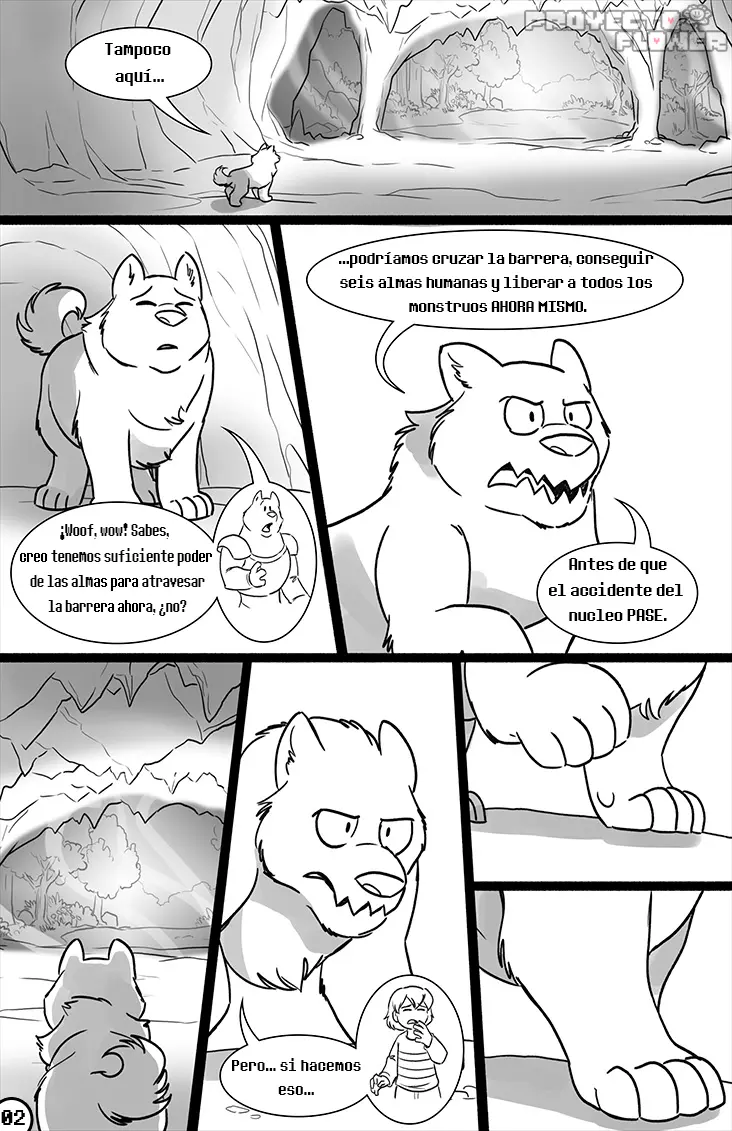 PROYECTO
FLOWER
Tampoco
aquí...
¡Woof, wow! Sabes,
creo tenemos suficiente poder
de las almas para atravesar
la barrera ahora, ¿no?
...podríamos cruzar la barrera, conseguir
seis almas humanas y liberar a todos los
monstruos AHORA MISMO.
Antes de que
el accidente del
nucleo PASE.
Pero... si hacemos
eso...
02